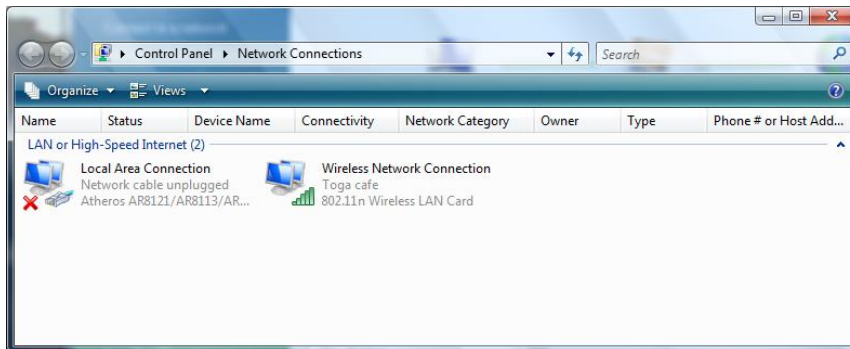 Control Panel Network Connections
Search
Organize Views
Name Status Device Name Connectivity Network Category Owner Type Phone # or Host Add...
LAN or High-Speed Internet (2)
Local Area Connection
Network cable unplugged
Atheros AR8121/AR8113/AR...
Wireless Network Connection
Toga cafe
802.11n Wireless LAN Card